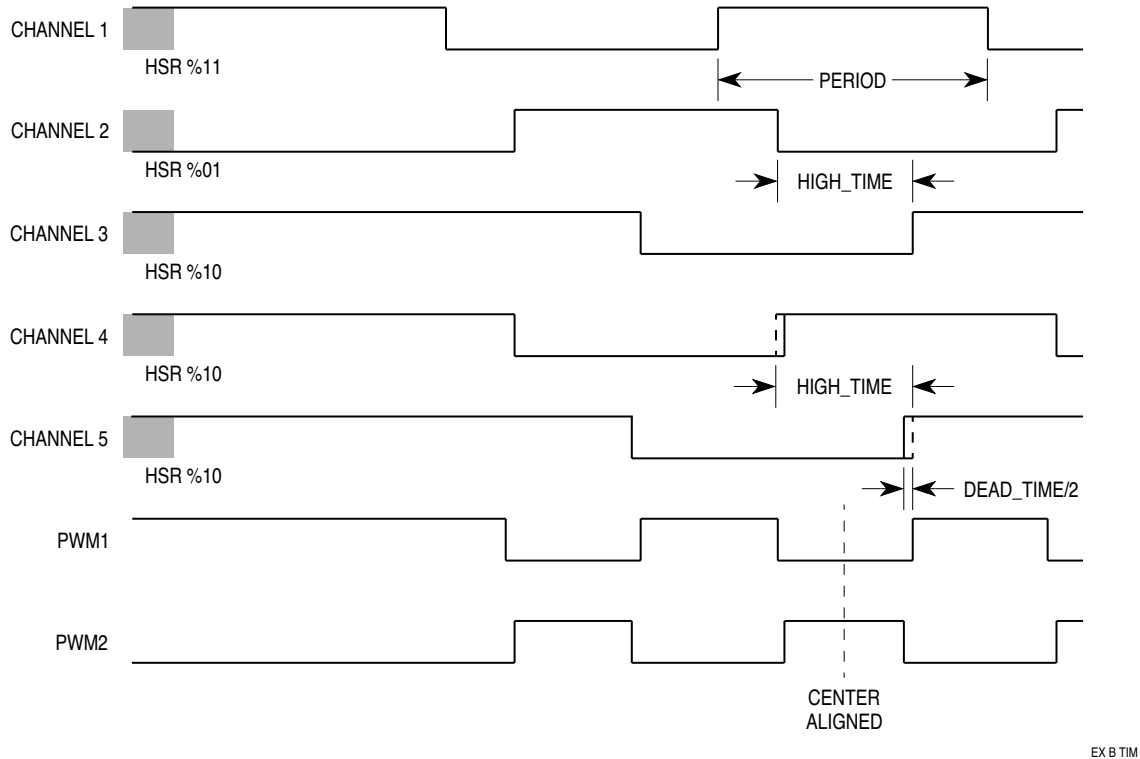 CHANNEL 1
HSR %11
PERIOD
CHANNEL 2
HSR %01
HIGH_TIME
CHANNEL 3
HSR %10
CHANNEL 4
HSR %10
HIGH_TIME
CHANNEL 5
HSR %10
DEAD_TIME/2
PWM1
PWM2
CENTER
ALIGNED
EX B TIM